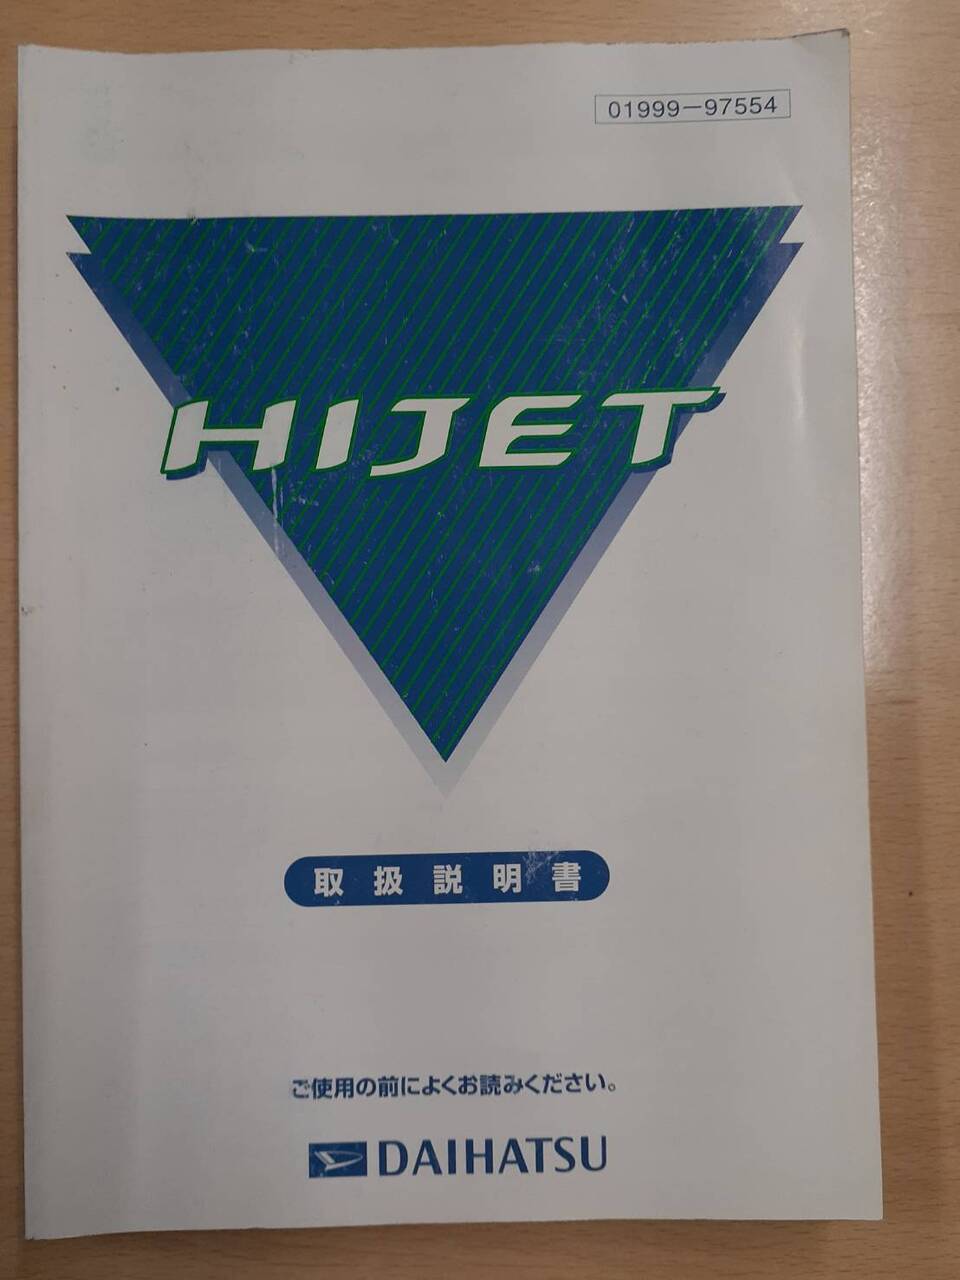 01999-97554
HIJET
取扱説明書
ご使用の前によくお読みください。
DAIHATSU